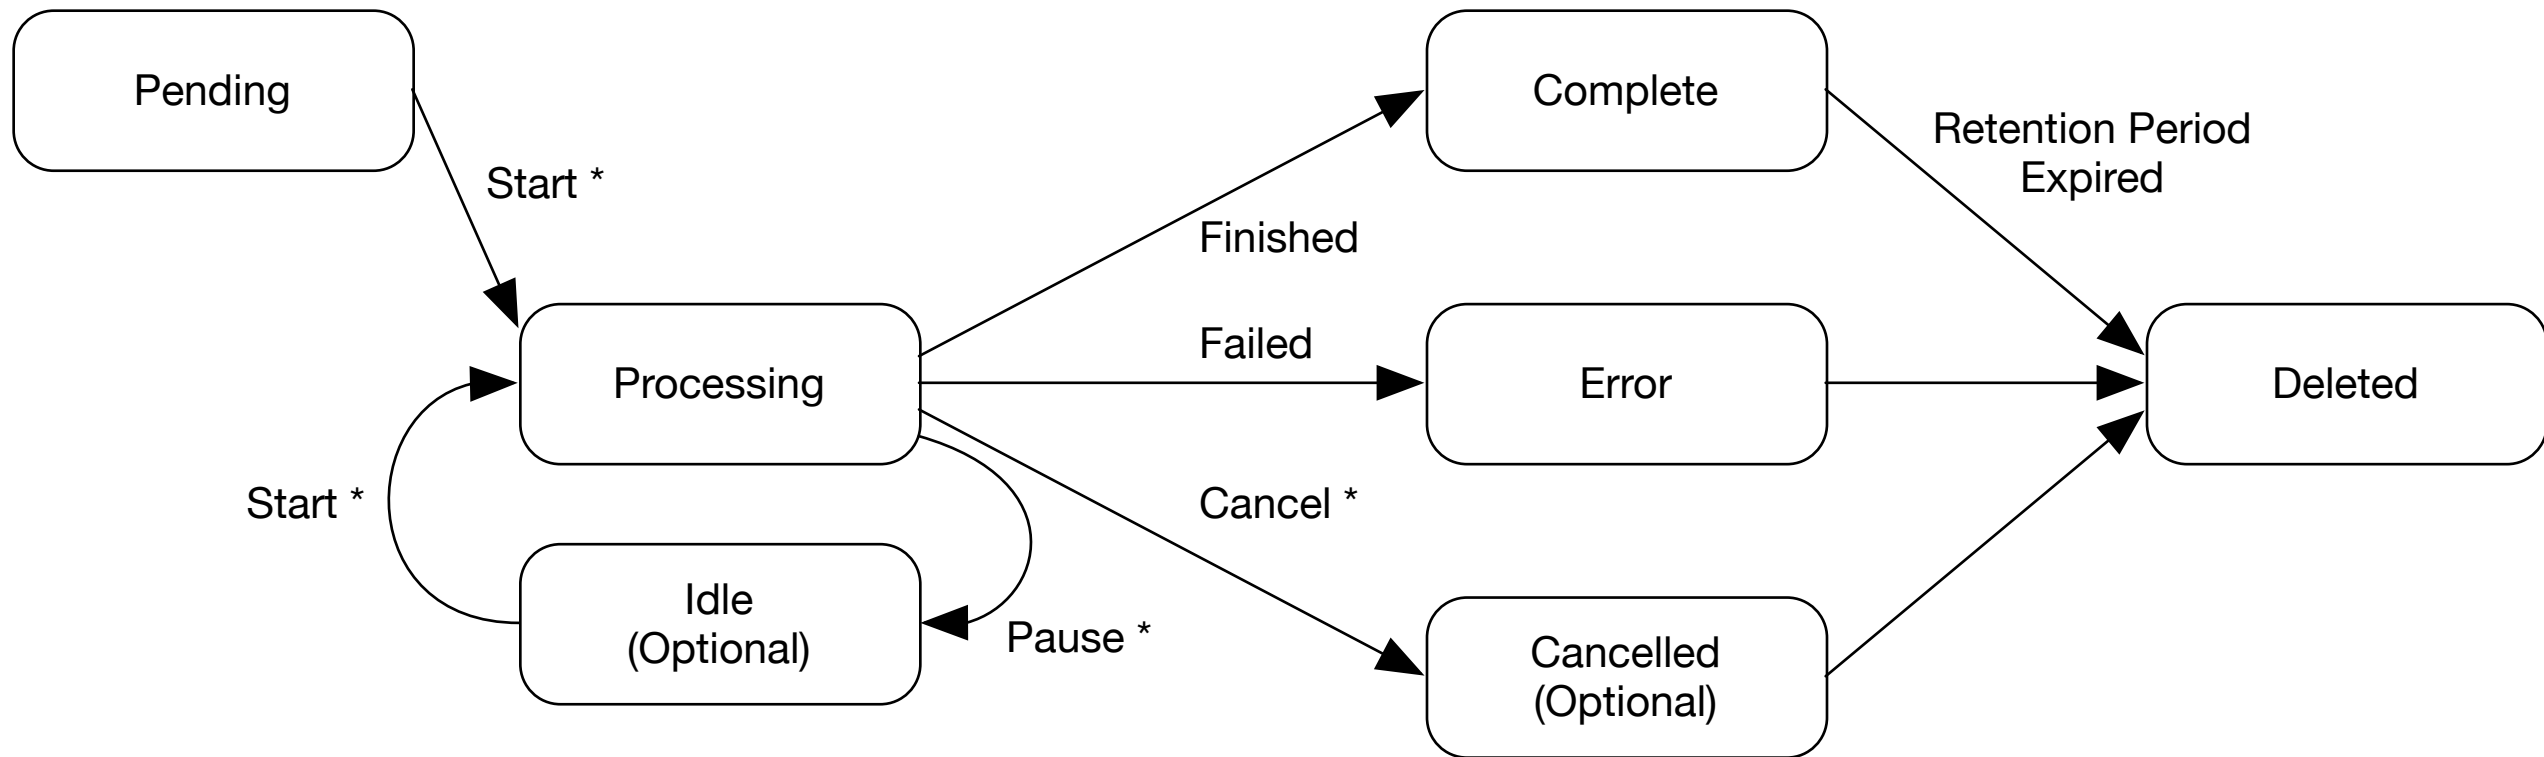 Pending
Complete
Retention Period
Expired
Start *
Finished
Failed
Processing
Error
Deleted
Start *
Cancel *
Idle
(Optional)
Pause *
Cancelled
(Optional)